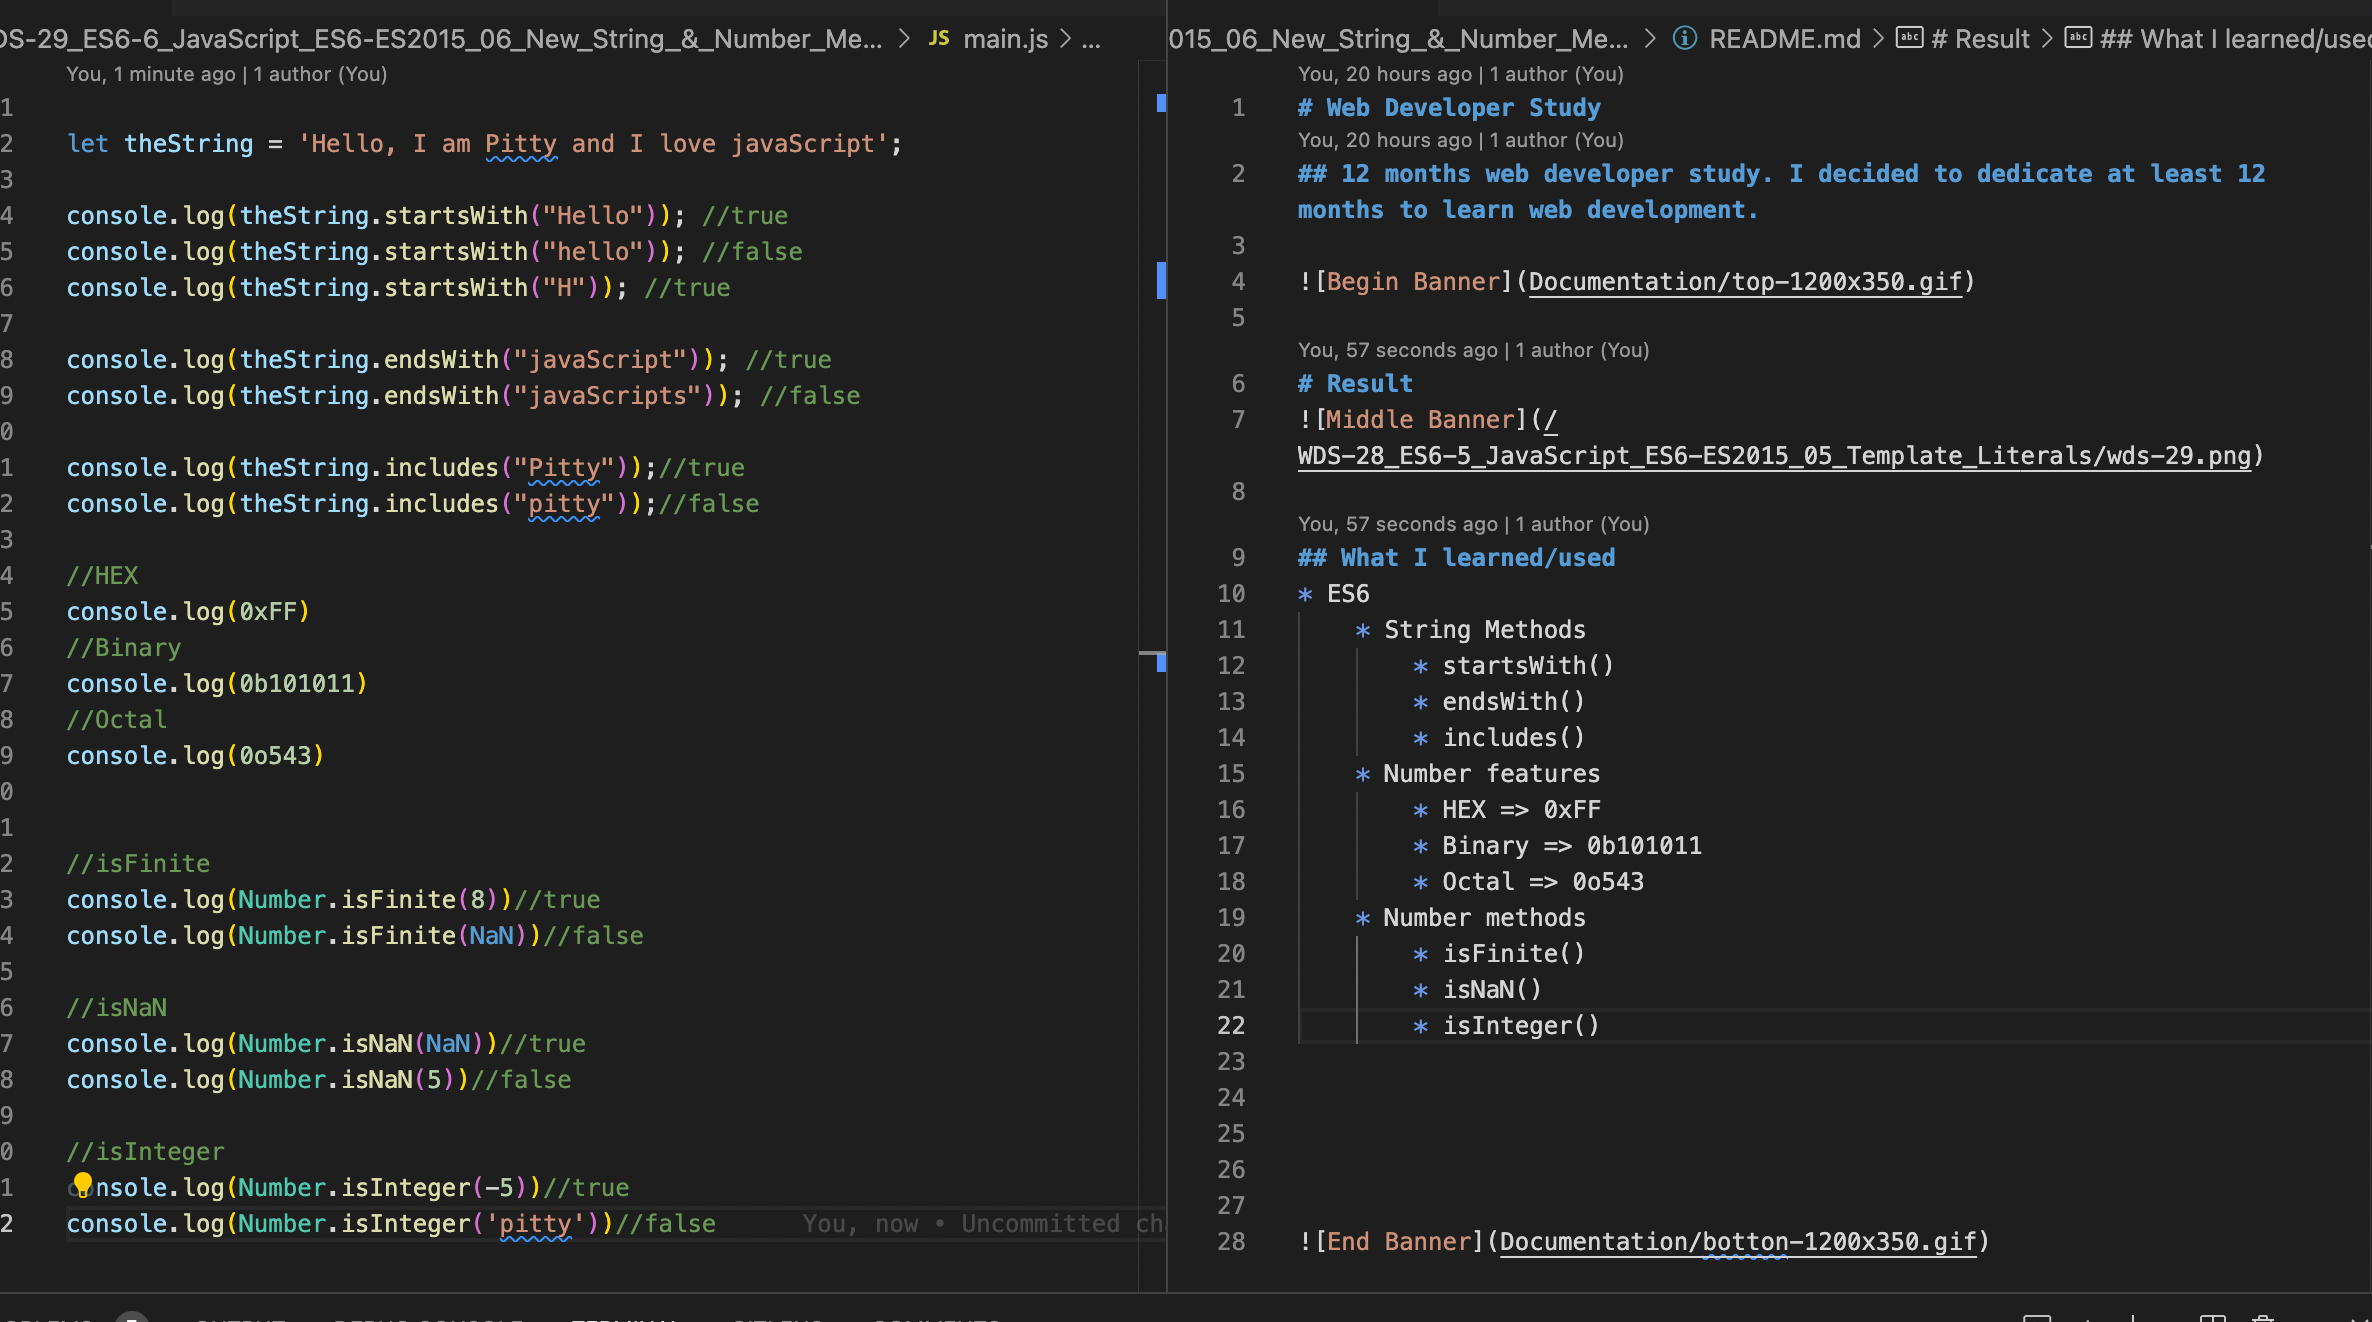 DS-29_ES6-6_JavaScript_ES6-ES2015_06_New_String_&_Number_Me... > JS main.js > ...
You, 1 minute ago | 1 author (You)
1
2 let theString = 'Hello, I am Pitty and I love javaScript';
3
4 console.log(theString.startsWith("Hello")); //true
5 console.log(theString.startsWith("hello")); //false
6 console.log(theString.startsWith("H")); //true
7
8 console.log(theString.endsWith("javaScript")); //true
9 console.log(theString.endsWith("javaScripts")); //false
0
1 console.log(theString.includes("Pitty"));//true
2 console.log(theString.includes("pitty"));//false
3
4 //HEX
5 console.log(0xFF)
6 //Binary
7 console.log(0b101011)
8 //Octal
9 console.log(0o543)
0
1
2 //isFinite
3 console.log(Number.isFinite(8))//true
4 console.log(Number.isFinite(NaN))//false
5
6 //isNaN
7 console.log(Number.isNaN(NaN))//true
8 console.log(Number.isNaN(5))//false
9
0 //isInteger
1 console.log(Number.isInteger(-5))//true
2 console.log(Number.isInteger('pitty'))//false You, now • Uncommitted ch
015_06_New_String_&_Number_Me... > README.md > abc # Result > abc ## What I learned/used
You, 20 hours ago | 1 author (You)
1 # Web Developer Study
You, 20 hours ago | 1 author (You)
2 ## 12 months web developer study. I decided to dedicate at least 12
months to learn web development.
3
4 ![Begin Banner](Documentation/top-1200x350.gif)
5
You, 57 seconds ago | 1 author (You)
6 # Result
7 ![Middle Banner](/
WDS-28_ES6-5_JavaScript_ES6-ES2015_05_Template_Literals/wds-29.png)
8
You, 57 seconds ago | 1 author (You)
9 ## What I learned/used
10 * ES6
11 * String Methods
12 * startsWith()
13 * endsWith()
14 * includes()
15 * Number features
16 * HEX => 0xFF
17 * Binary => 0b101011
18 * Octal => 0o543
19 * Number methods
20 * isFinite()
21 * isNaN()
22 * isInteger()
23
24
25
26
27
28 ![End Banner](Documentation/botton-1200x350.gif)